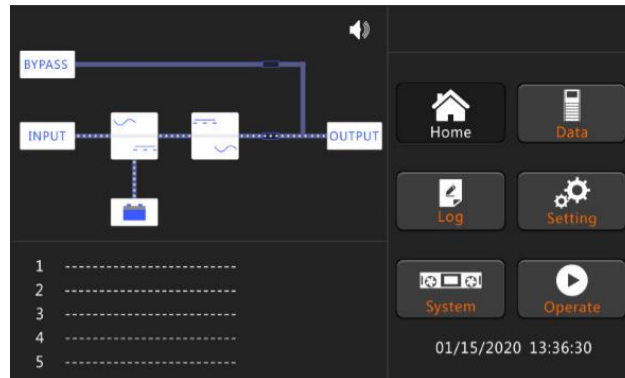 BYPASS
INPUT
OUTPUT
1 --------------------------
2 --------------------------
3 --------------------------
4 --------------------------
5 --------------------------
Home
Data
Log
Setting
System
Operate
01/15/2020 13:36:30